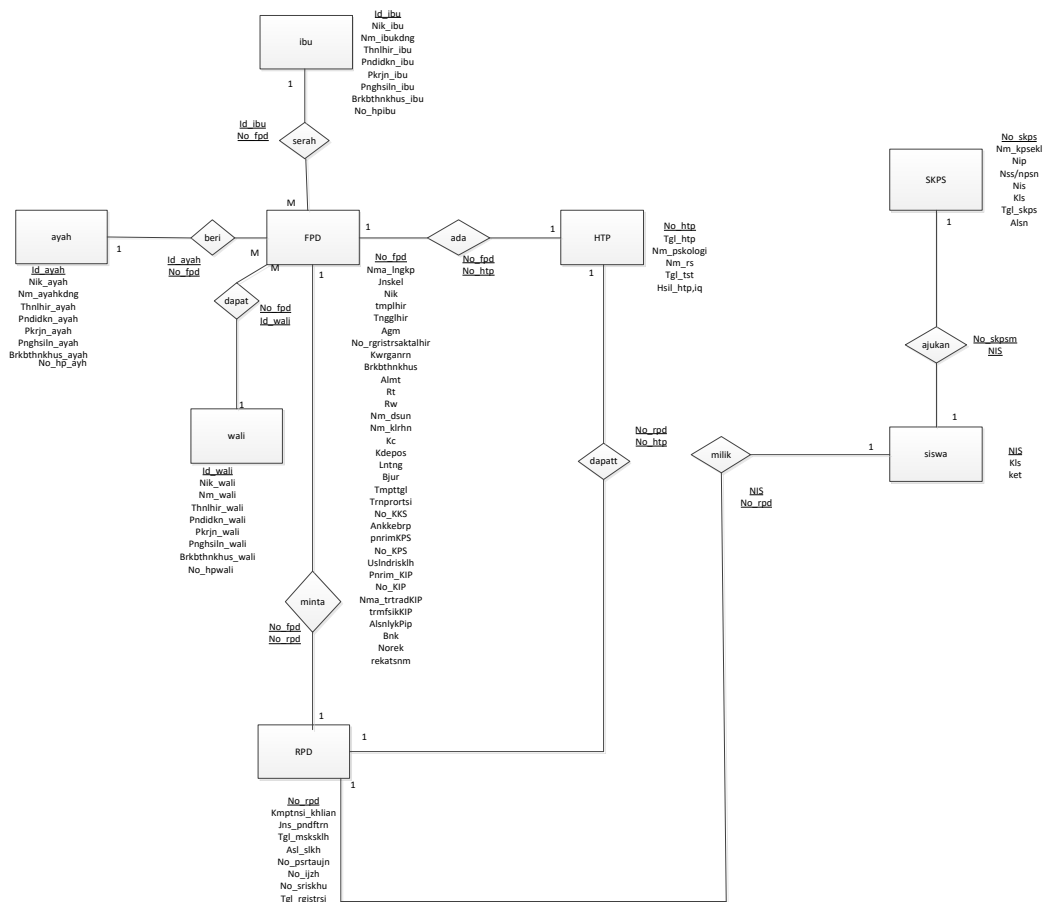 ibu
Id_ibu
Nik_ibu
Nm_ibukdng
Thnlhir_ibu
Pndidkn_ibu
Pkrjn_ibu
Pnghsiln_ibu
Brkbthnkhus_ibu
No_hpibu
1
Id_ibu
No_fpd
serah
M
ayah
1
beri
Id_ayah
No_fpd
M
FPD
Id_ayah
Nik_ayah
Nm_ayahkdng
Thnlhir_ayah
Pndidkn_ayah
Pkrjn_ayah
Pnghsiln_ayah
Brkbthnkhus_ayah
No_hp_ayh
M
dapat
No_fpd
Id_wali
1
wali
Id_wali
Nik_wali
Nm_wali
Thnlhir_wali
Pndidkn_wali
Pkrjn_wali
Pnghsiln_wali
Brkbthnkhus_wali
No_hpwali
1
ada
1
No_fpd
No_htp
HTP
No_htp
Tgl_htp
Nm_pskologi
Nm_rs
Tgl_tst
Hsil_htp,iq
1
1
No_fpd
Nma_lngkp
Jnskel
Nik
tmplhir
Tngglhir
Agm
No_rgristrsaktalhir
Kwrganrn
Brkbthnkhus
Almt
Rt
Rw
Nm_dsun
Nm_klrhn
Kc
Kdepos
Lntng
Bjur
Tmpttgl
Trnprortsi
No_KKS
Ankkebrp
pnrimKPS
No_KPS
Uslndrisklh
Pnrim_KIP
No_KIP
Nma_trtradKIP
trmfsikKIP
AlsnlykPip
Bnk
Norek
rekatsnm
minta
No_fpd
No_rpd
1
RPD
1
1
No_rpd
Kmptnsi_khlian
Jns_pndftrn
Tgl_msksklh
Asl_slkh
No_psrtaujn
No_ijzh
No_sriskhu
Tgl_rgistrsi
dapatt
No_rpd
No_htp
milik
NIS
No_rpd
1
siswa
NIS
Kls
ket
1
ajukan
No_skpsm
NIS
1
SKPS
No_skps
Nm_kpsekl
Nip
Nss/npsn
Nis
Kls
Tgl_skps
Alsn